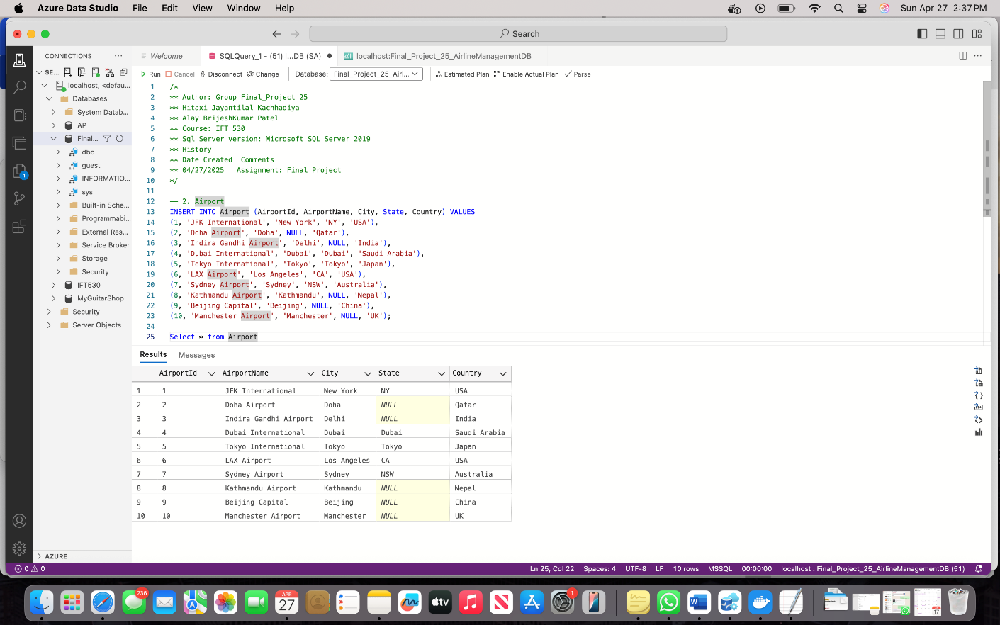 Azure Data Studio File Edit View Window Help Sun Apr 27 2:37 PM
Search
CONNECTIONS ... Welcome SQLQuery_1 - (51) l...DB (SA) localhost:Final_Project_25_AirlineManagementDB ...
SE... Run Cancel Disconnect Change Database: Final_Project_25_Airl... Estimated Plan Enable Actual Plan Parse
localhost, <defau...
Databases
System Datab...
AP
Final...
dbo
guest
INFORMATIO...
sys
Built-in Sche...
Programmabi...
External Res...
Service Broker
Storage
Security
IFT530
MyGuitarShop
Security
Server Objects
AZURE
1
1 /*
2 ** Author: Group Final_Project 25
3 ** Hitaxi Jayantilal Kachhadiya
4 ** Alay BrijeshKumar Patel
5 ** Course: IFT 530
6 ** Sql Server version: Microsoft SQL Server 2019
7 ** History
8 ** Date Created  Comments
9 ** 04/27/2025   Assignment: Final Project
10 */
11
12 -- 2. Airport
13 INSERT INTO Airport (AirportId, AirportName, City, State, Country) VALUES
14 (1, 'JFK International', 'New York', 'NY', 'USA'),
15 (2, 'Doha Airport', 'Doha', NULL, 'Qatar'),
16 (3, 'Indira Gandhi Airport', 'Delhi', NULL, 'India'),
17 (4, 'Dubai International', 'Dubai', 'Dubai', 'Saudi Arabia'),
18 (5, 'Tokyo International', 'Tokyo', 'Tokyo', 'Japan'),
19 (6, 'LAX Airport', 'Los Angeles', 'CA', 'USA'),
20 (7, 'Sydney Airport', 'Sydney', 'NSW', 'Australia'),
21 (8, 'Kathmandu Airport', 'Kathmandu', NULL, 'Nepal'),
22 (9, 'Beijing Capital', 'Beijing', NULL, 'China'),
23 (10, 'Manchester Airport', 'Manchester', NULL, 'UK');
24
25 Select * from Airport
Results Messages
AirportId AirportName City State Country
1 1 JFK International New York NY USA
2 2 Doha Airport Doha NULL Qatar
3 3 Indira Gandhi Airport Delhi NULL India
4 4 Dubai International Dubai Dubai Saudi Arabia
5 5 Tokyo International Tokyo Tokyo Japan
6 6 LAX Airport Los Angeles CA USA
7 7 Sydney Airport Sydney NSW Australia
8 8 Kathmandu Airport Kathmandu NULL Nepal
9 9 Beijing Capital Beijing NULL China
10 10 Manchester Airport Manchester NULL UK
0 0 Ln 25, Col 22 Spaces: 4 UTF-8 LF 10 rows MSSQL 00:00:00 localhost : Final_Project_25_AirlineManagementDB (51)
236 APR 27 tv 1 W 17